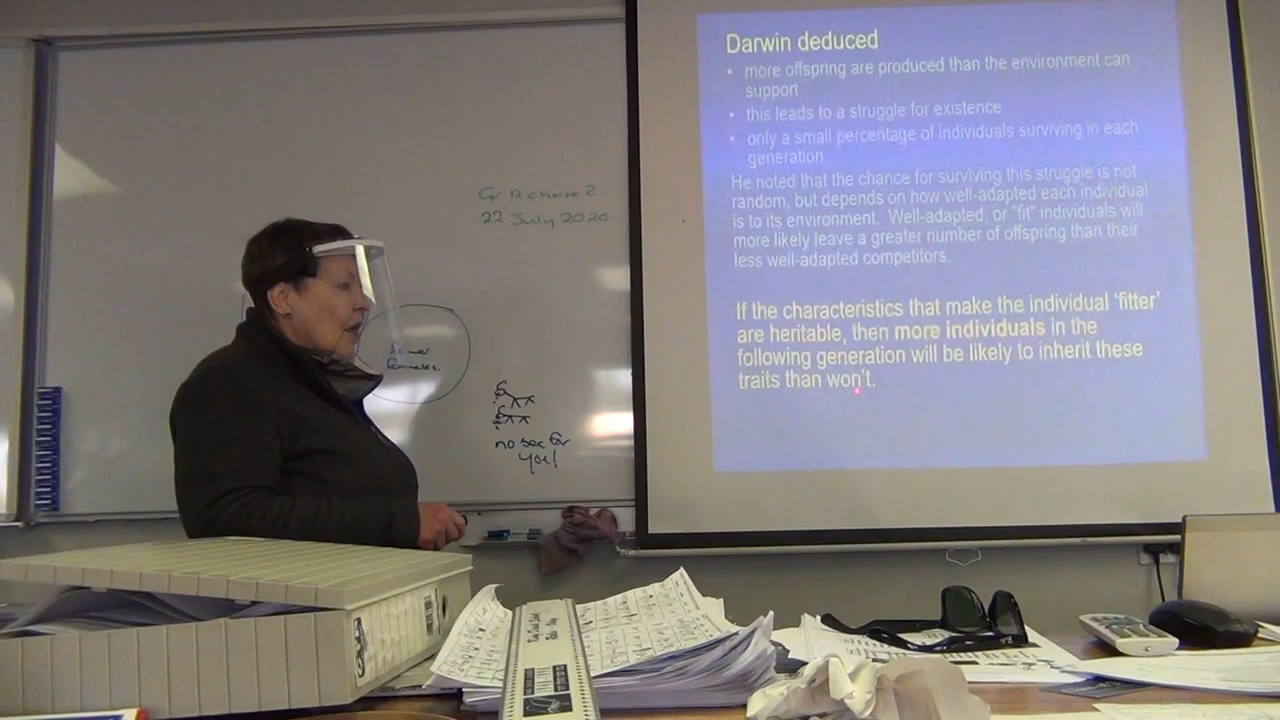 Darwin deduced
• more offspring are produced than the environment can
support
• this leads to a struggle for existence
• only a small percentage of individuals surviving in each
generation.
He noted that the chance for surviving this struggle is not
random, but depends on how well-adapted each individual
is to its environment. Well-adapted, or "fit" individuals will
more likely leave a greater number of offspring than their
less well-adapted competitors.
If the characteristics that make the individual ‘fitter’
are heritable, then more individuals in the
following generation will be likely to inherit these
traits than won’t.
22 July 2020.
females.
no sex for
you!